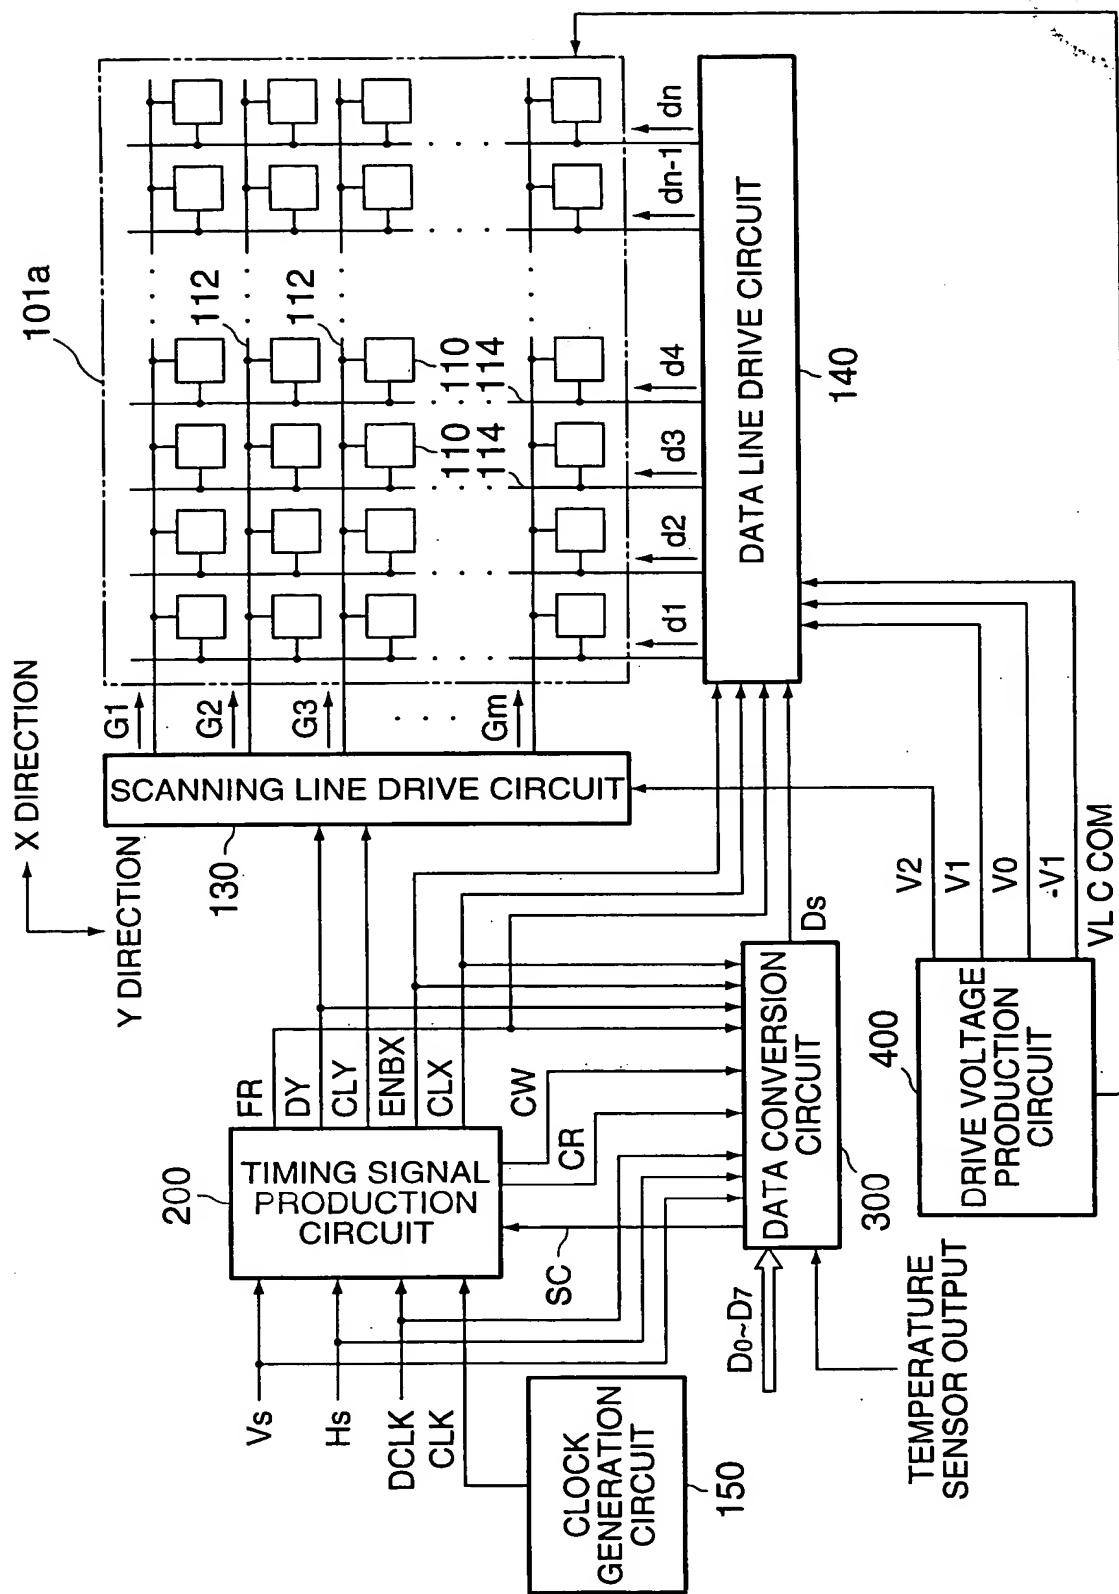 X DIRECTION
Y DIRECTION
101a
G1
G2
G3
Gm
112
112
110
114
110
114
d1
d2
d3
d4
dn-1
dn
SCANNING LINE DRIVE CIRCUIT
130
DATA LINE DRIVE CIRCUIT
140
FR
DY
CLY
ENBX
CLX
CW
CR
200
TIMING SIGNAL
PRODUCTION
CIRCUIT
Vs
Hs
DCLK
CLK
SC
CLOCK
GENERATION
CIRCUIT
150
D0~D7
DATA CONVERSION
CIRCUIT
300
Ds
TEMPERATURE
SENSOR OUTPUT
400
DRIVE VOLTAGE
PRODUCTION
CIRCUIT
V2
V1
V0
-V1
VL C COM